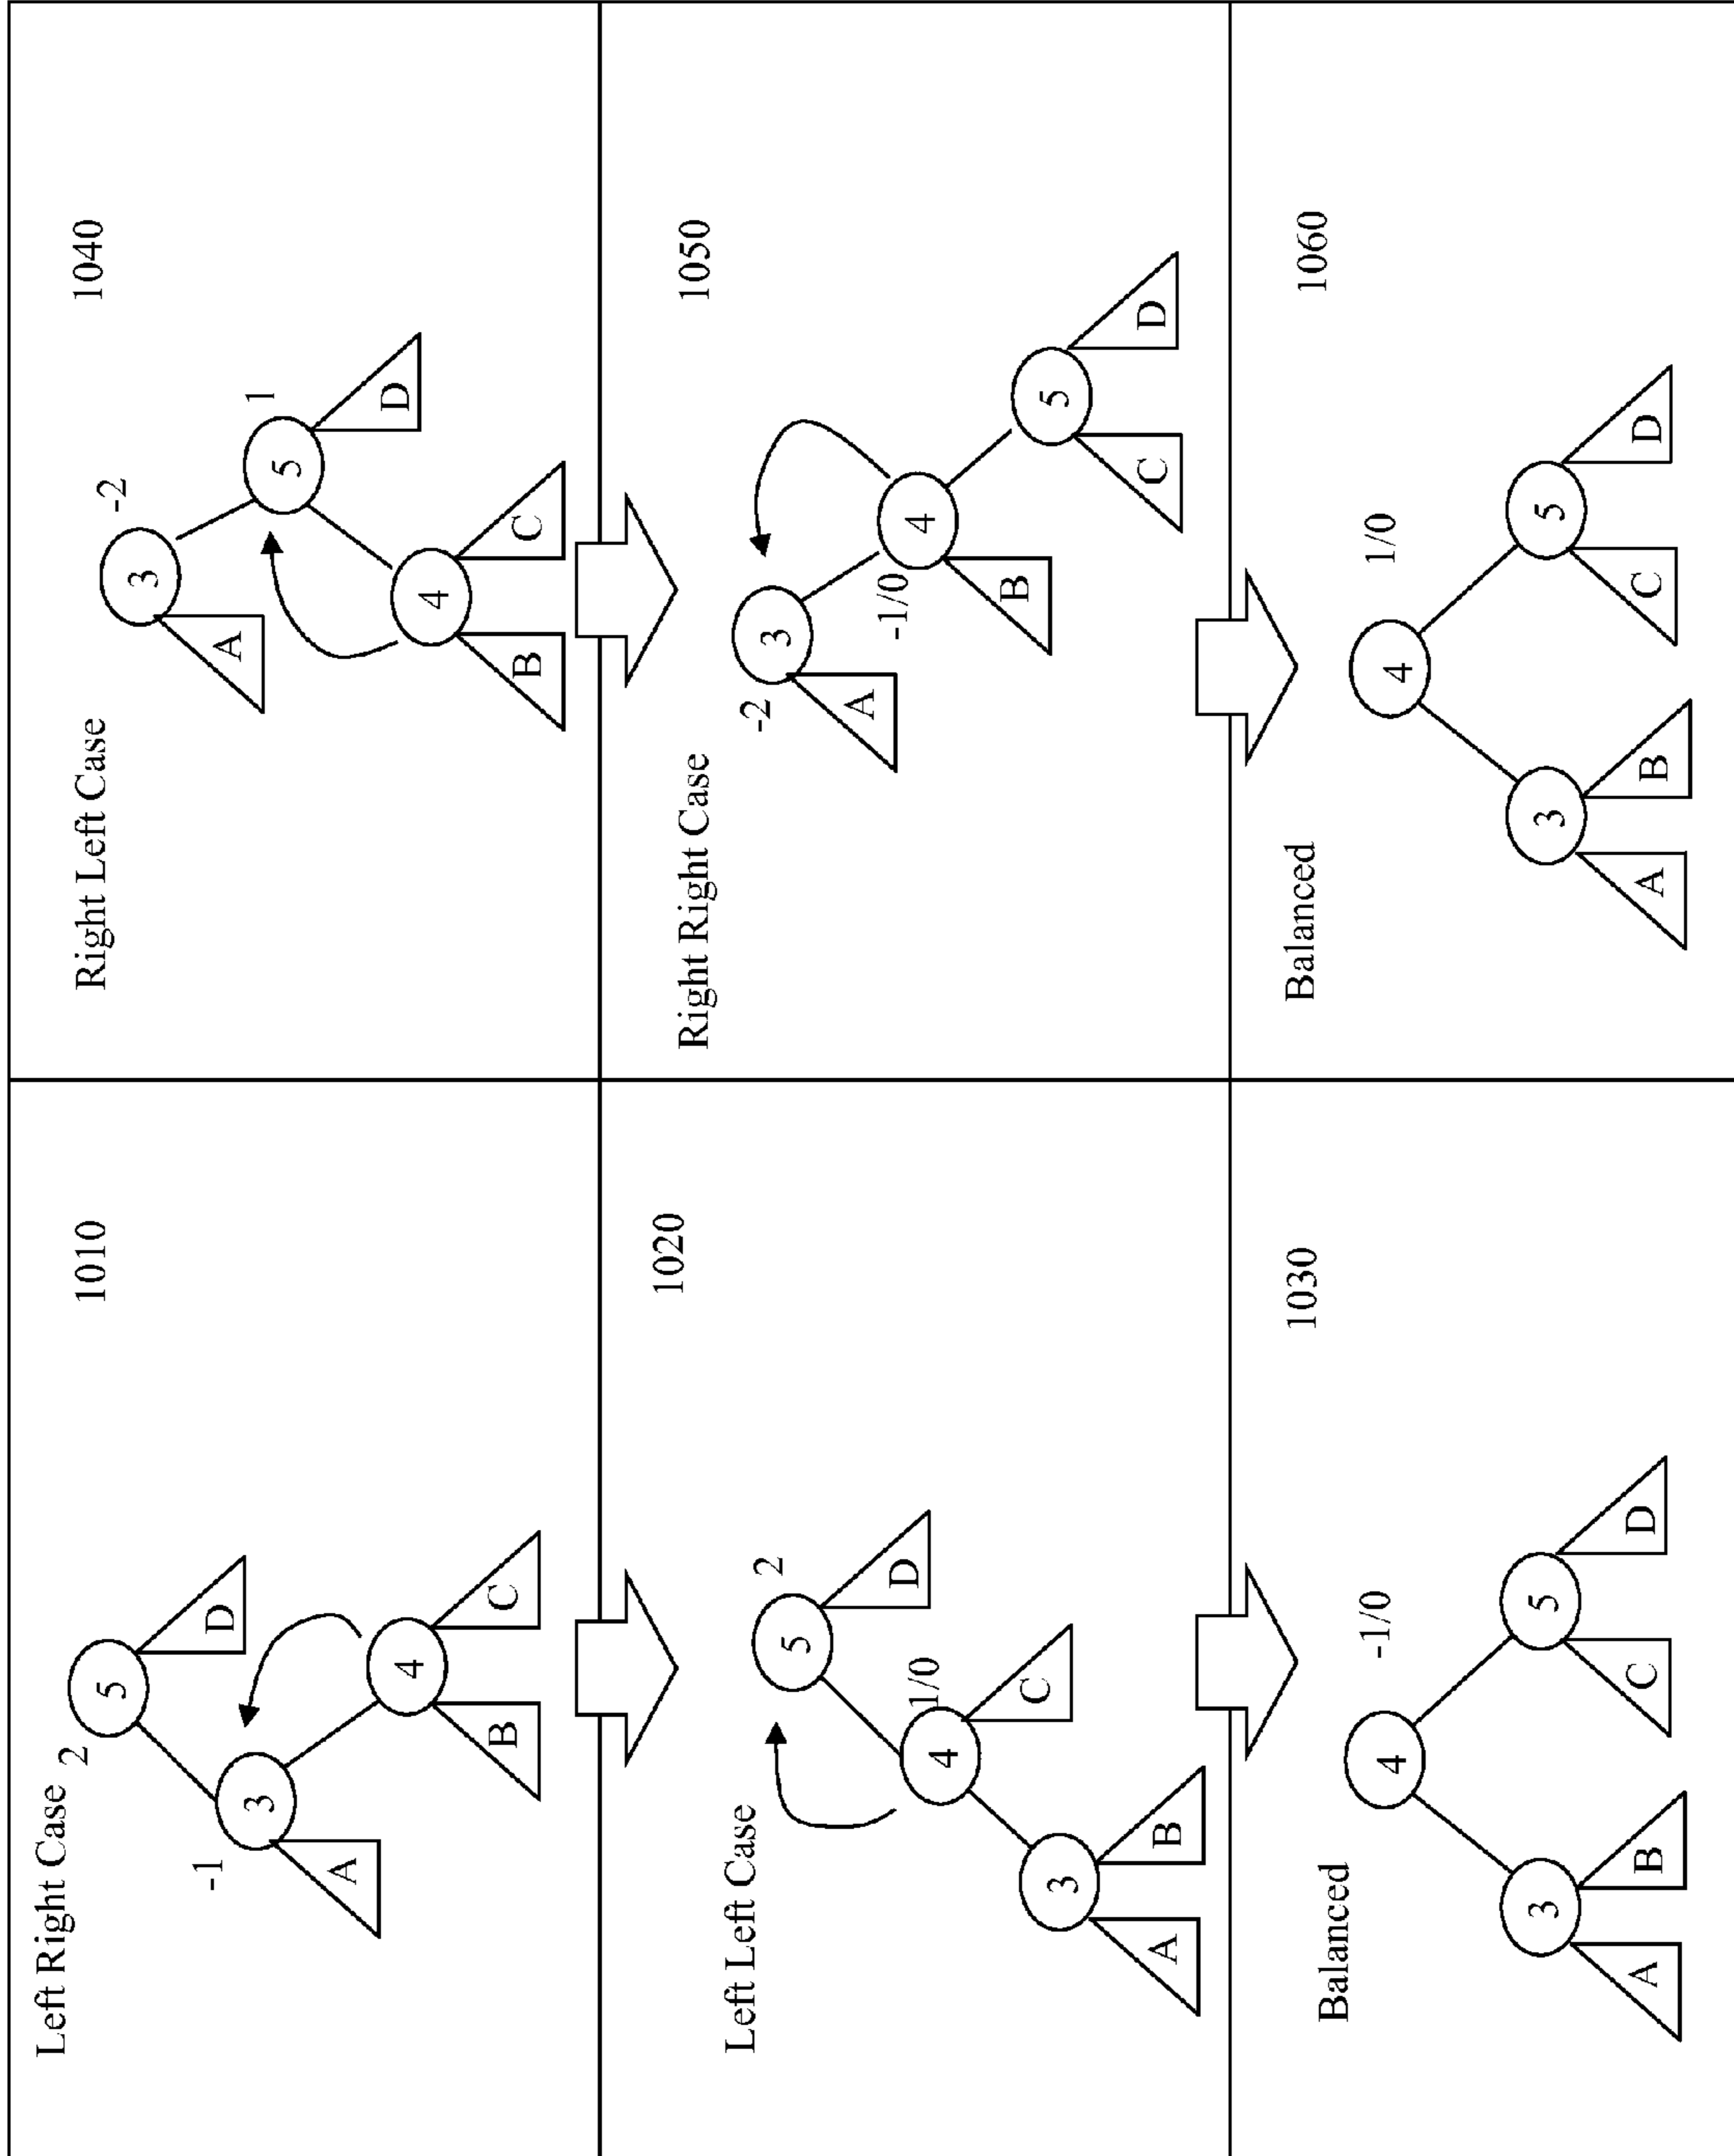 Left Right Case
1010
2
5
-1
D
3
A
4
B C
Left Left Case
1020
2
5
1/0
D
4
C
3
A B
Balanced
1030
-1/0
4
3 5
A B C D
Right Left Case
1040
-2
3
A
1
5
D
4
B C
Right Right Case
1050
-2
3
A
-1/0
4
B
5
C D
Balanced
1060
1/0
4
3 5
A B C D